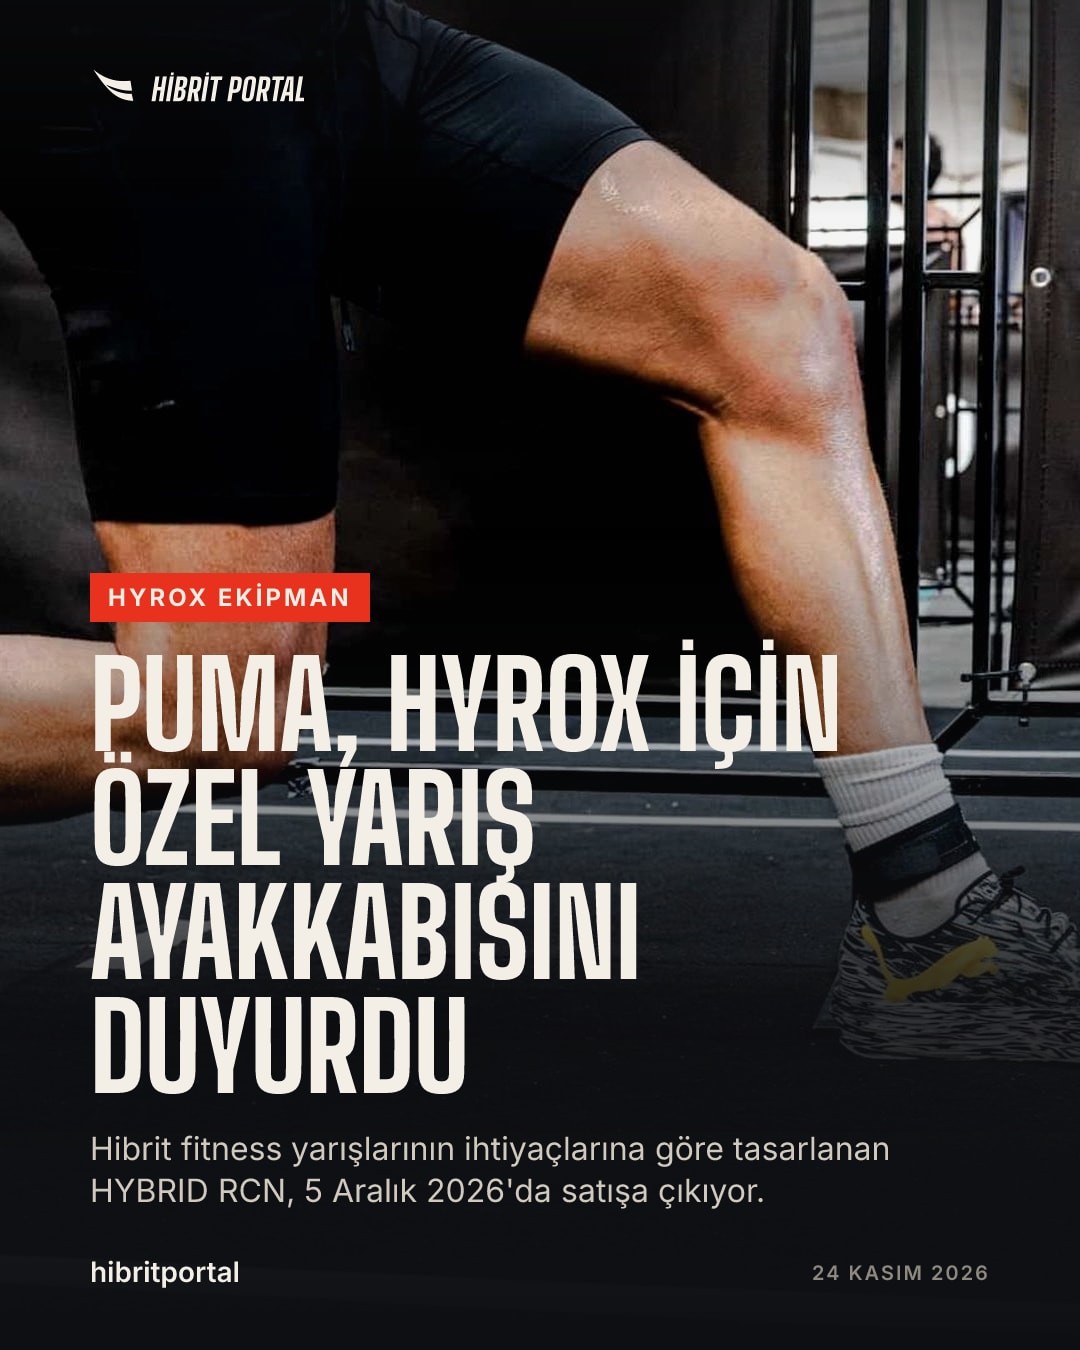 HİBRİT PORTAL
HYROX EKİPMAN
PUMA, HYROX İÇİN
ÖZEL YARIŞ
AYAKKABISINI
DUYURDU
Hibrit fitness yarışlarının ihtiyaçlarına göre tasarlanan
HYBRID RCN, 5 Aralık 2026'da satışa çıkıyor.
hibritportal
24 KASIM 2026